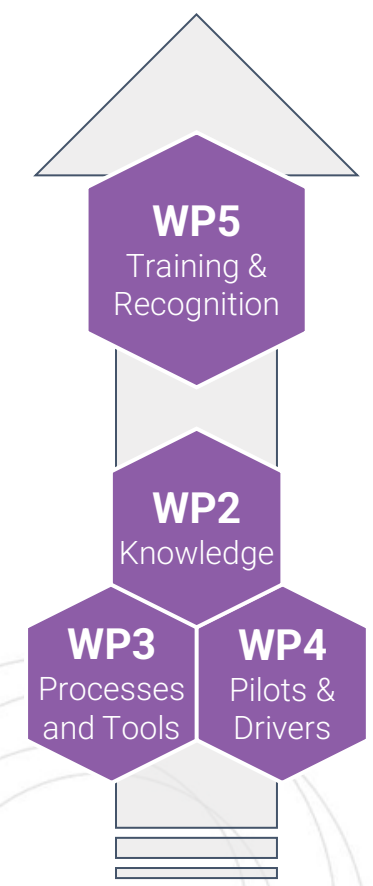 WP5
Training &
Recognition
WP2
Knowledge
WP3
Processes
and Tools
WP4
Pilots &
Drivers